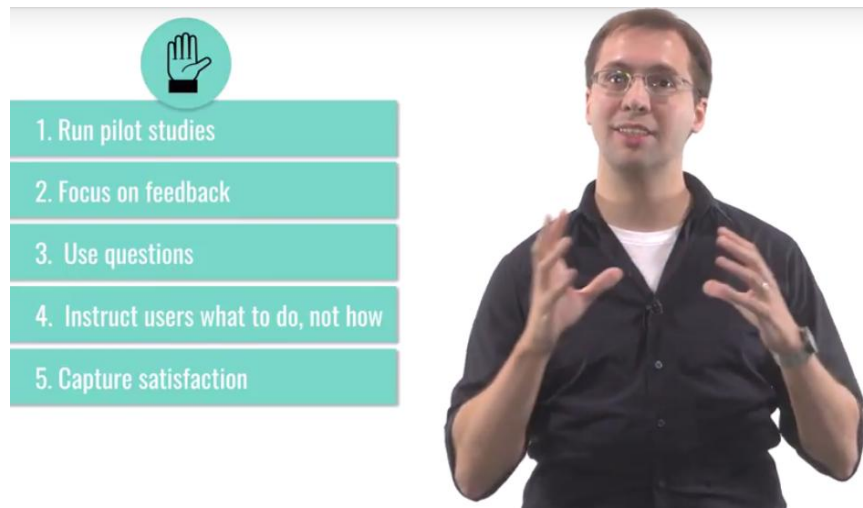 1. Run pilot studies
2. Focus on feedback
3. Use questions
4. Instruct users what to do, not how
5. Capture satisfaction